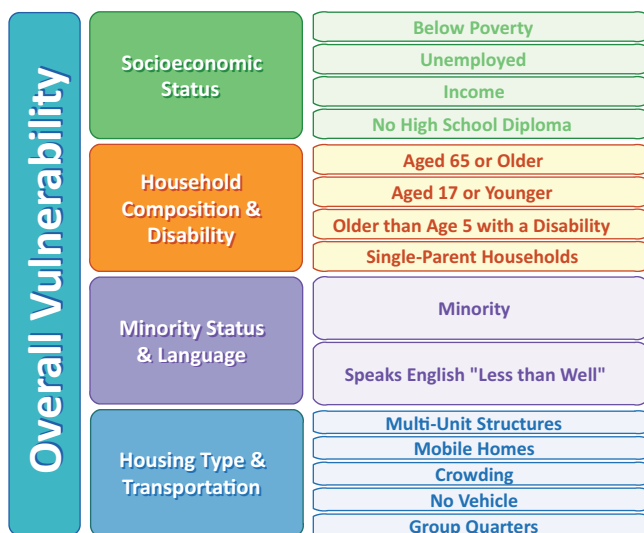 Overall Vulnerability
Socioeconomic
Status
Below Poverty
Unemployed
Income
No High School Diploma
Household
Composition &
Disability
Aged 65 or Older
Aged 17 or Younger
Older than Age 5 with a Disability
Single-Parent Households
Minority Status
& Language
Minority
Speaks English "Less than Well"
Housing Type &
Transportation
Multi-Unit Structures
Mobile Homes
Crowding
No Vehicle
Group Quarters